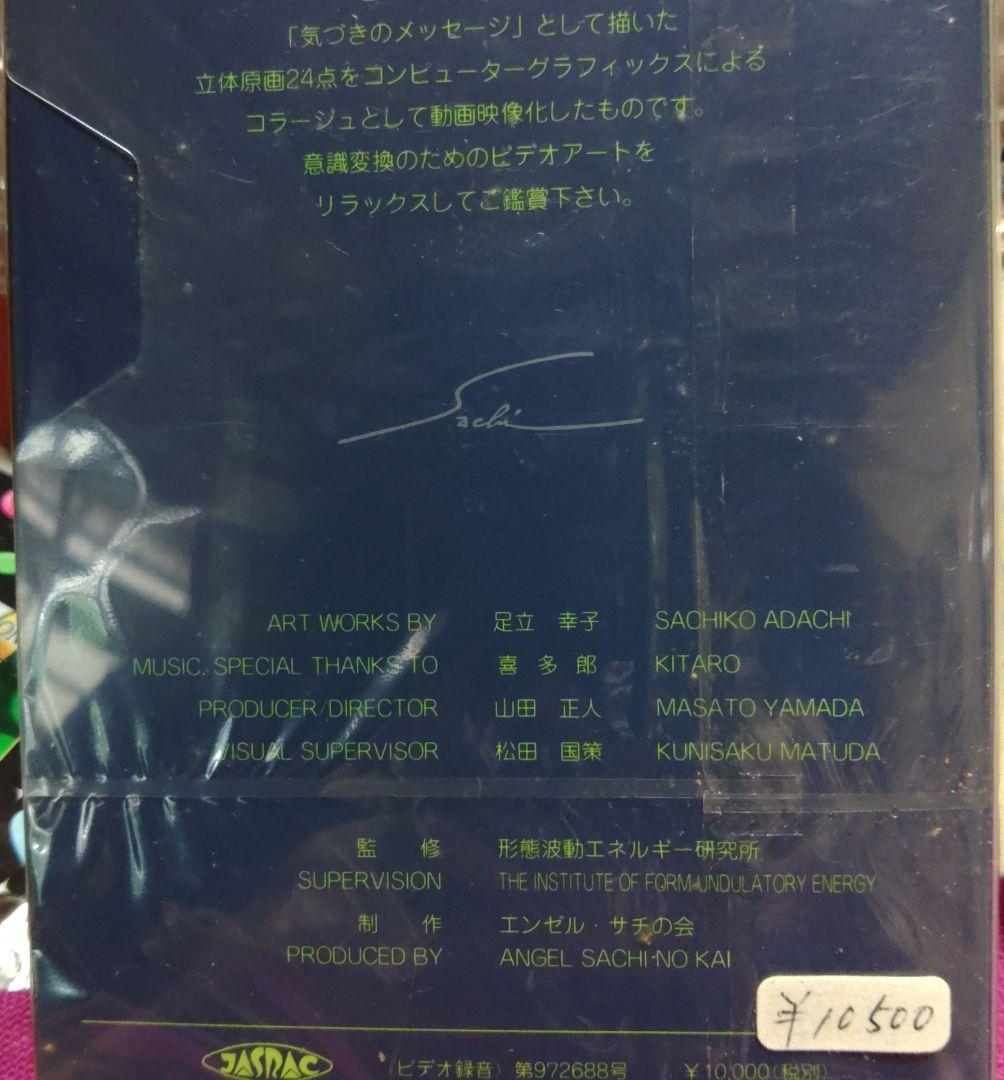 「気づきのメッセージ」として描いた
立体原画24点をコンピューターグラフィックスによる
コラージュとして動画映像化したものです。
意識変換のためのビデオアートを
リラックスしてご鑑賞下さい。
Sachi
ART WORKS BY 足立 幸子 SACHIKO ADACHI
MUSIC, SPECIAL THANKS TO 喜多郎 KITARO
PRODUCER/DIRECTOR 山田 正人 MASATO YAMADA
VISUAL SUPERVISOR 松田 国策 KUNISAKU MATUDA
監修 形態波動エネルギー研究所
SUPERVISION THE INSTITUTE OF FORM UNDULATORY ENERGY
制作 エンゼル・サチの会
PRODUCED BY ANGEL SACHI-NO KAI
¥10500
JASRAC (ビデオ録音) 第972688号 ¥10,000(税別)